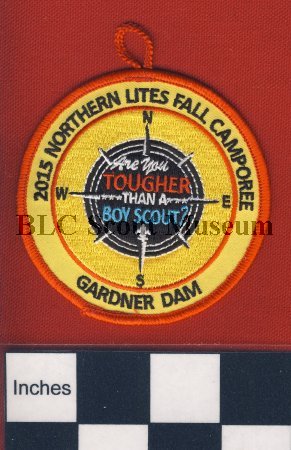 2015 NORTHERN LITES FALL CAMPOREE
N
Are You
TOUGHER
THAN A
BOY SCOUT?
W
E
S
GARDNER DAM
BLC Scout Museum
Inches